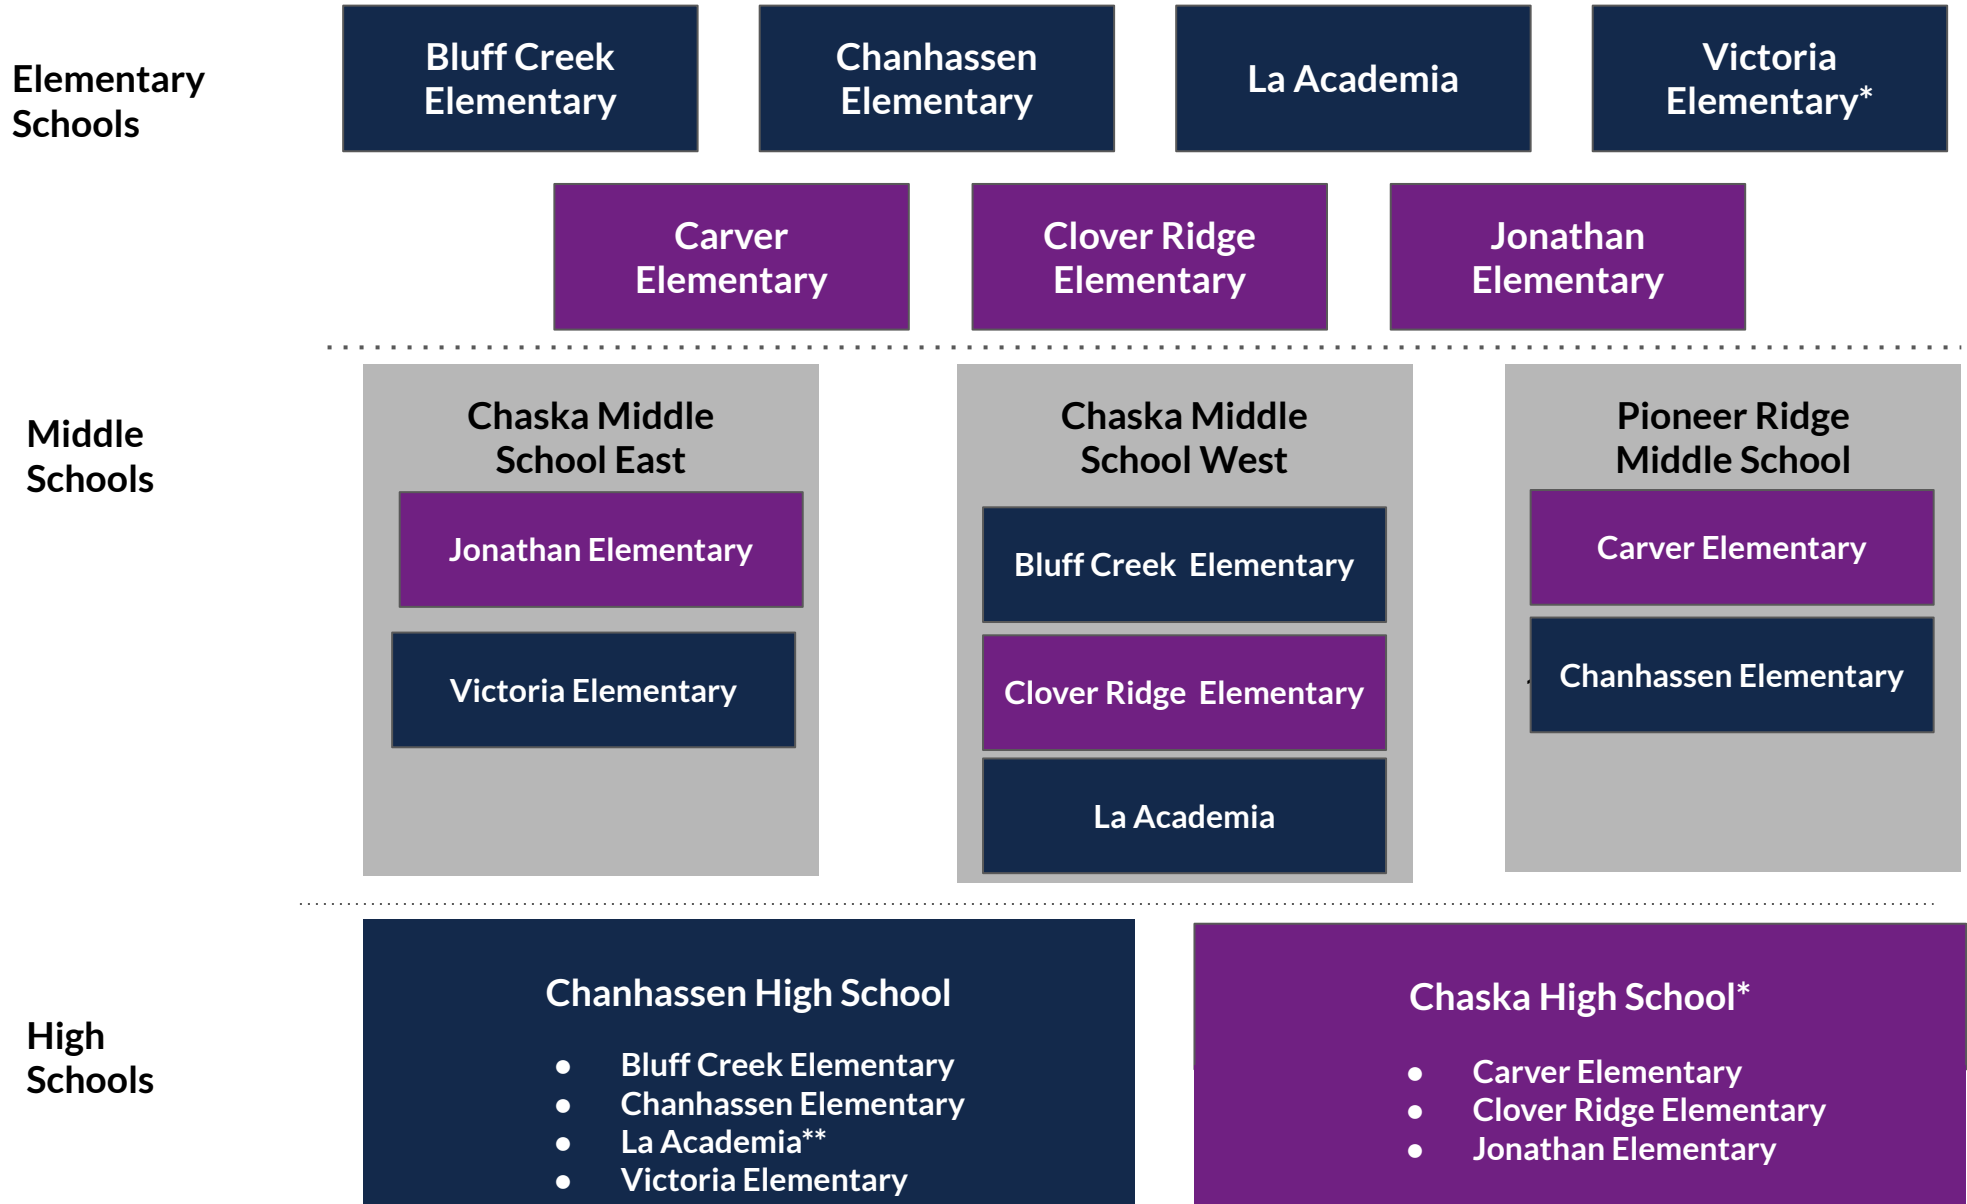 Elementary
Schools
Bluff Creek
Elementary
Chanhassen
Elementary
La Academia
Victoria
Elementary*
Carver
Elementary
Clover Ridge
Elementary
Jonathan
Elementary
Middle
Schools
Chaska Middle
School East
Jonathan Elementary
Victoria Elementary
Chaska Middle
School West
Bluff Creek Elementary
Clover Ridge Elementary
La Academia
Pioneer Ridge
Middle School
Carver Elementary
Chanhassen Elementary
High
Schools
Chanhassen High School
● Bluff Creek Elementary
● Chanhassen Elementary
● La Academia**
● Victoria Elementary
Chaska High School*
● Carver Elementary
● Clover Ridge Elementary
● Jonathan Elementary